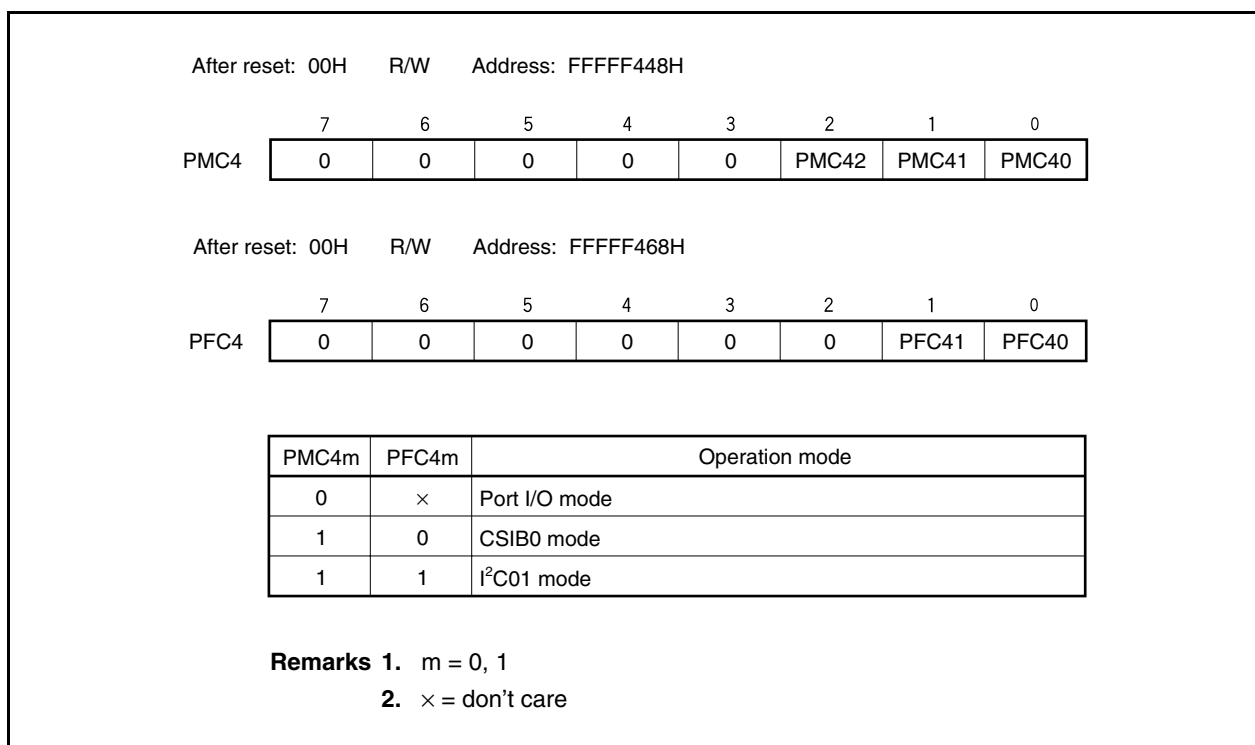 After reset: 00H R/W Address: FFFFF448H
7 6 5 4 3 2 1 0
PMC4 0 0 0 0 0 PMC42 PMC41 PMC40
After reset: 00H R/W Address: FFFFF468H
7 6 5 4 3 2 1 0
PFC4 0 0 0 0 0 0 PFC41 PFC40
PMC4m PFC4m Operation mode
0 × Port I/O mode
1 0 CSIB0 mode
1 1 I²C01 mode
Remarks 1. m = 0, 1
2. × = don't care